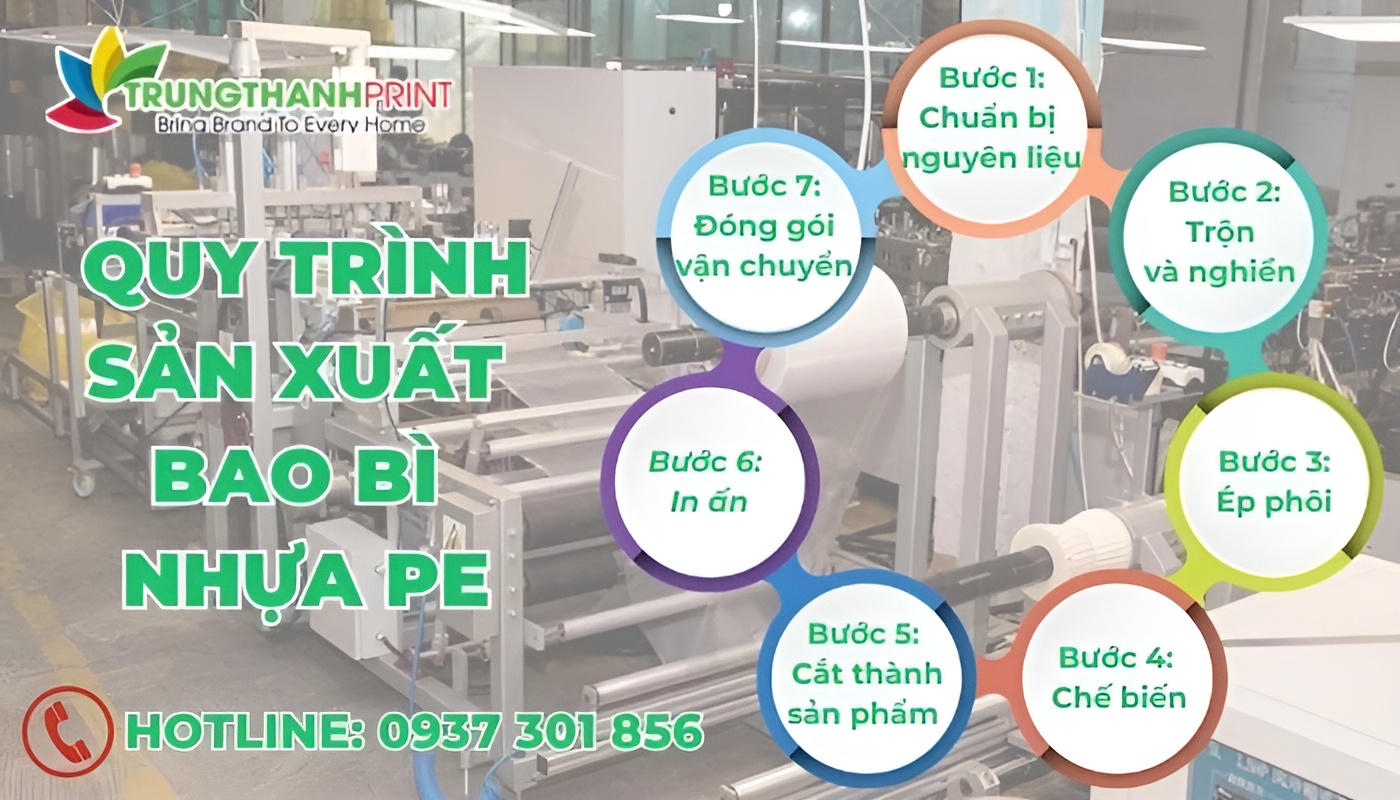 TRUNGTHANHPRINT
Bring Brand To Every Home
QUY TRÌNH
SẢN XUẤT
BAO BÌ
NHỰA PE
HOTLINE: 0937 301 856
Bước 1:
Chuẩn bị
nguyên liệu
Bước 2:
Trộn
và nghiền
Bước 3:
Ép phôi
Bước 4:
Chế biến
Bước 5:
Cắt thành
sản phẩm
Bước 6:
In ấn
Bước 7:
Đóng gói
vận chuyển